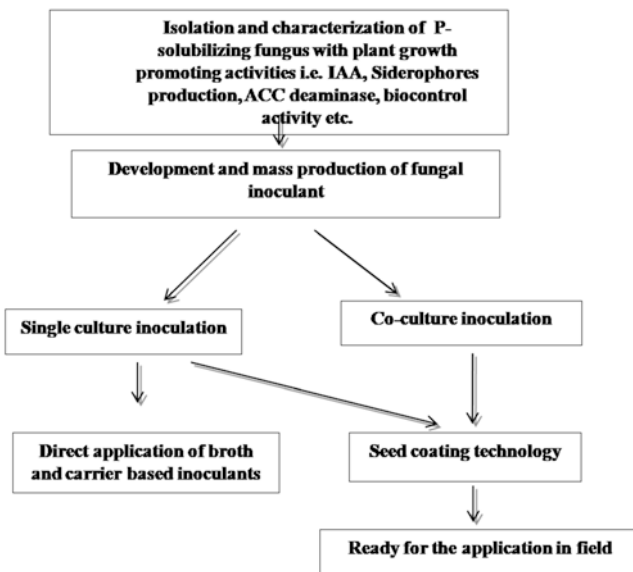 Isolation and characterization of P-
solubilizing fungus with plant growth
promoting activities i.e. IAA, Siderophores
production, ACC deaminase, biocontrol
activity etc.
Development and mass production of fungal
inoculant
Single culture inoculation
Co-culture inoculation
Direct application of broth
and carrier based inoculants
Seed coating technology
Ready for the application in field